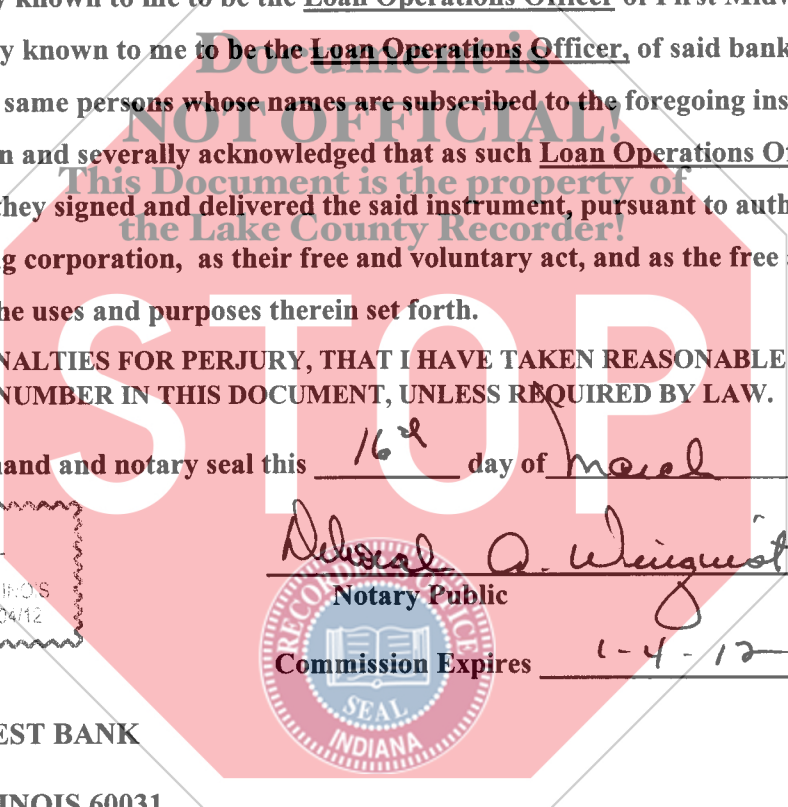 y known to me to be the Loan Operations Officer of First Midw
y known to me to be the Loan Operations Officer, of said bank
Document is
same persons whose names are subscribed to the foregoing ins
NOT OFFICIAL!
n and severally acknowledged that as such Loan Operations Of
This Document is the property of
they signed and delivered the said instrument, pursuant to auth
the Lake County Recorder!
g corporation, as their free and voluntary act, and as the free
he uses and purposes therein set forth.
STOP
NALTIES FOR PERJURY, THAT I HAVE TAKEN REASONABLE
NUMBER IN THIS DOCUMENT, UNLESS REQUIRED BY LAW.
hand and notary seal this 16th day of March
Deborah A. Winquist
INOIS
04/12
Notary Public
RECORDER'S OFFICE
Commission Expires 1-4-12
SEAL
INDIANA
EST BANK
INOIS 60031